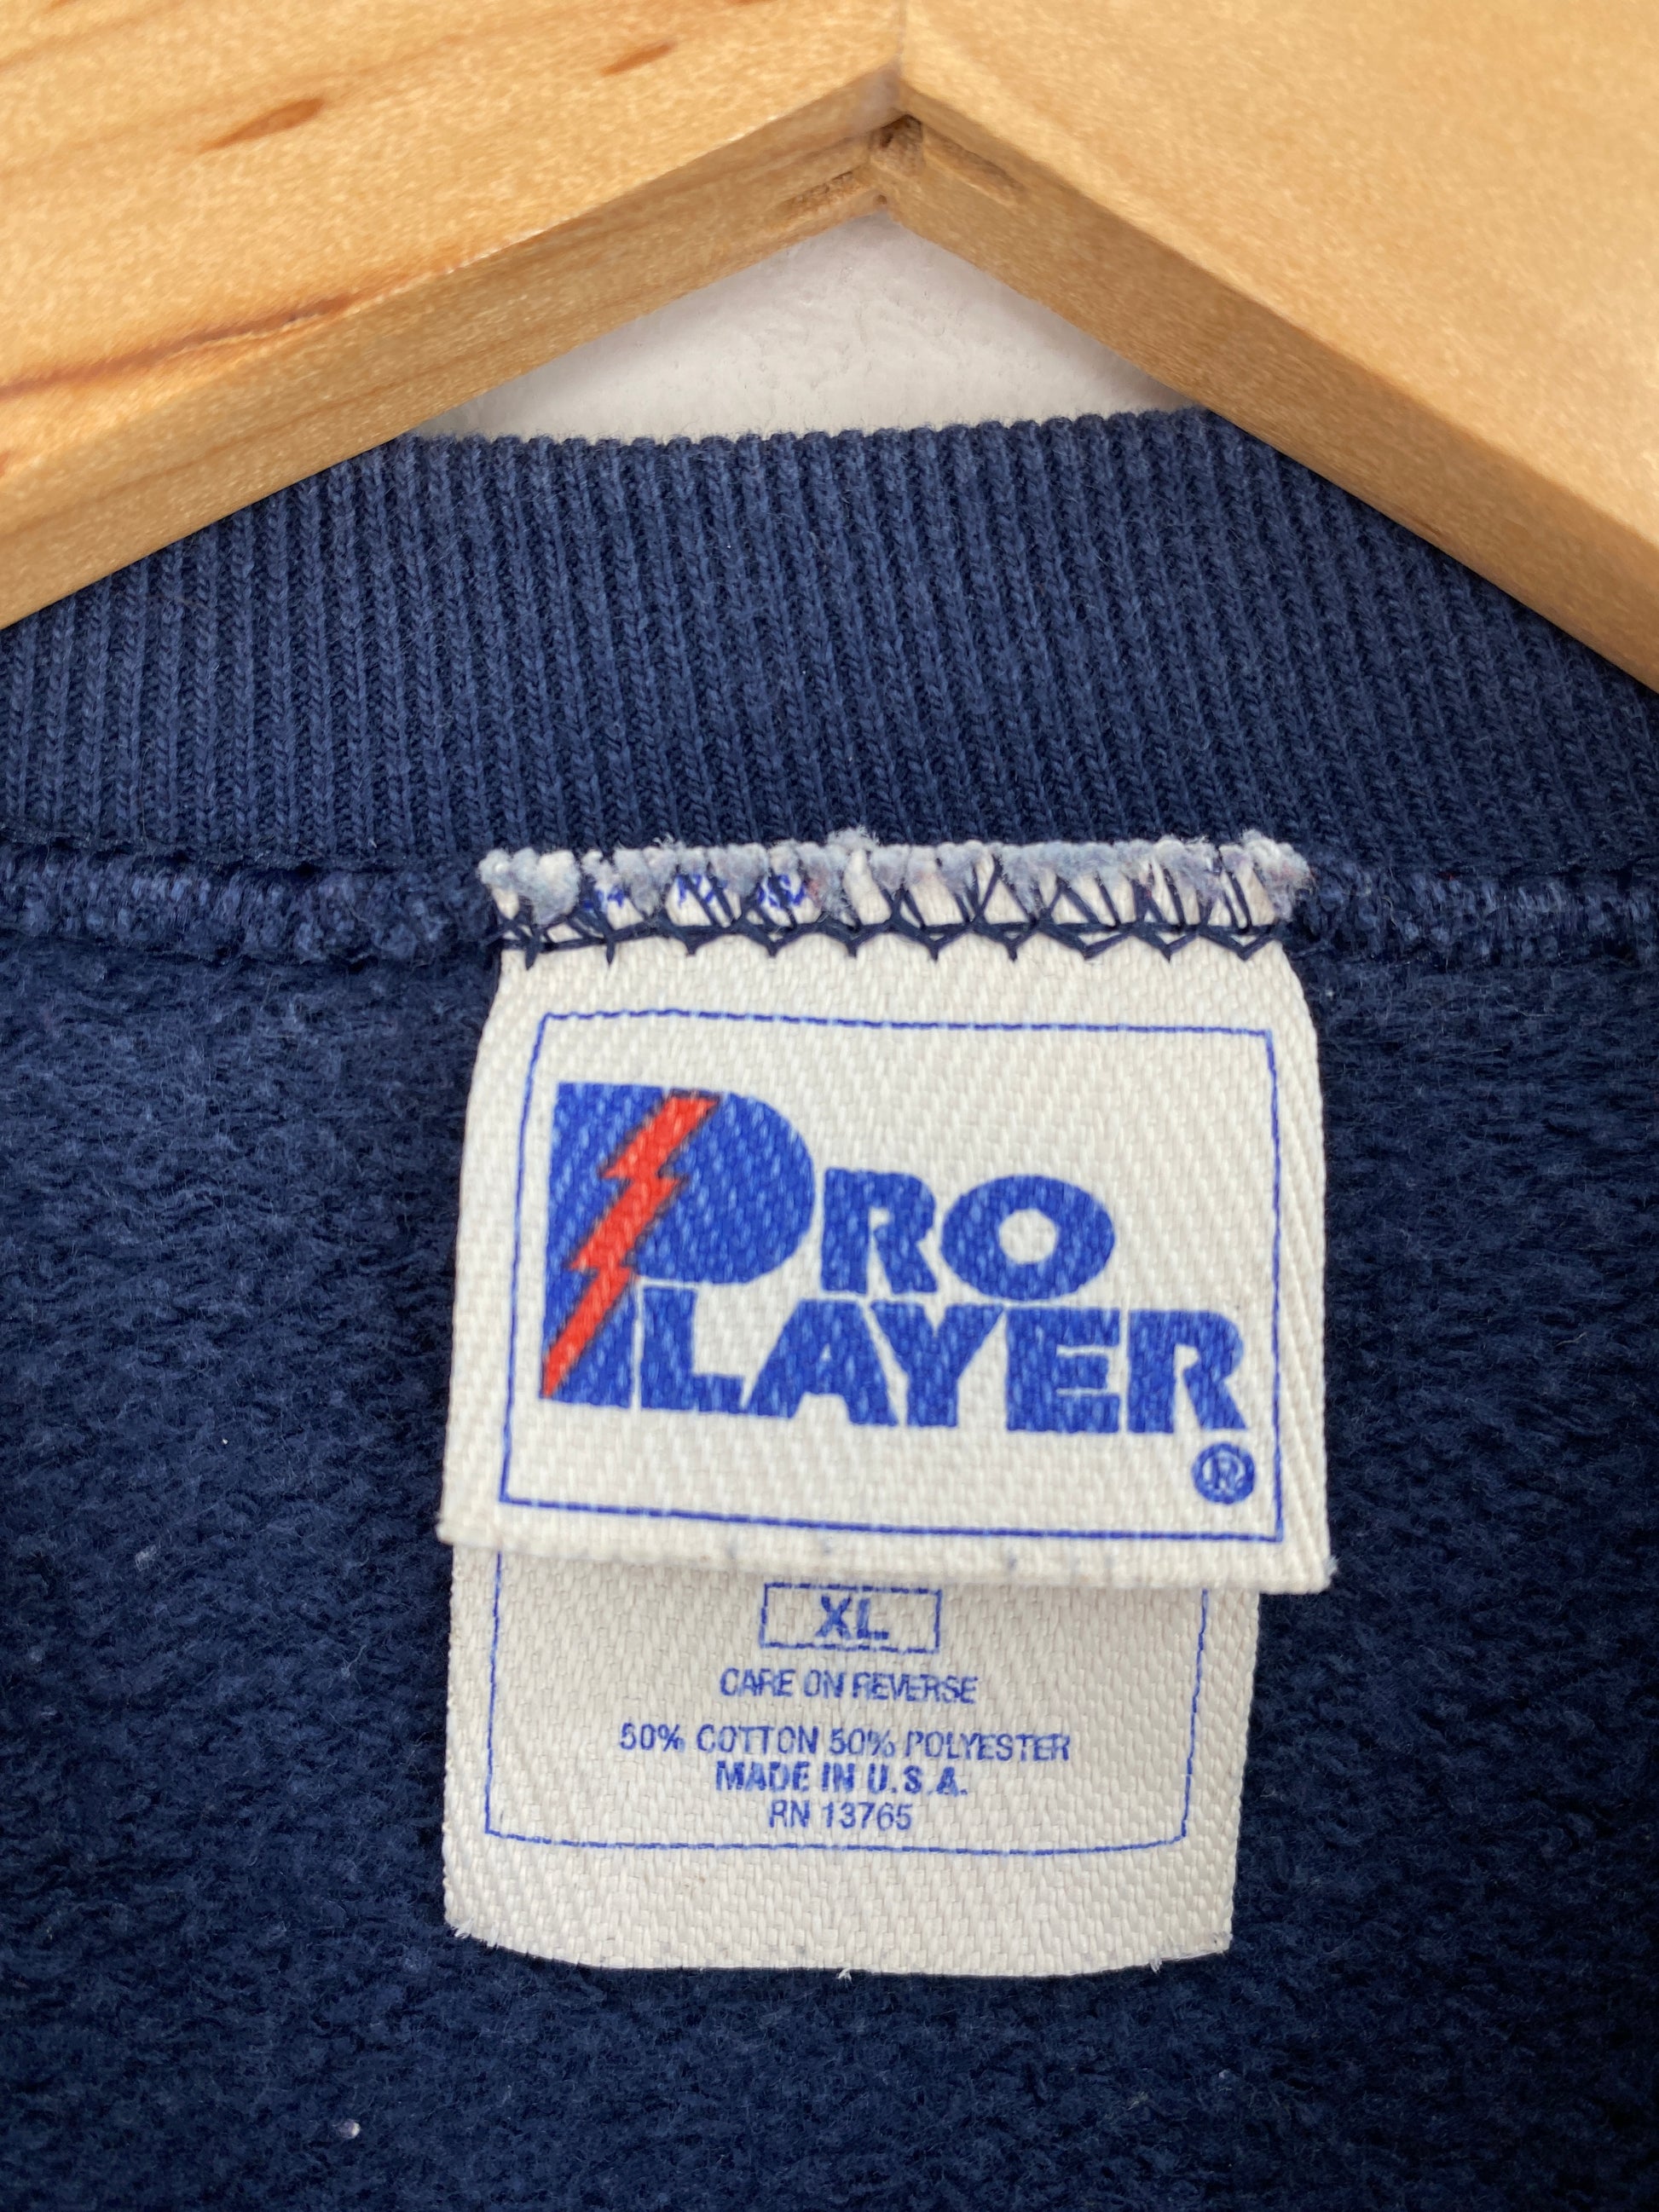 PRO
PLAYER
®
XL
CARE ON REVERSE
50% COTTON 50% POLYESTER
MADE IN U.S.A.
RN 13765